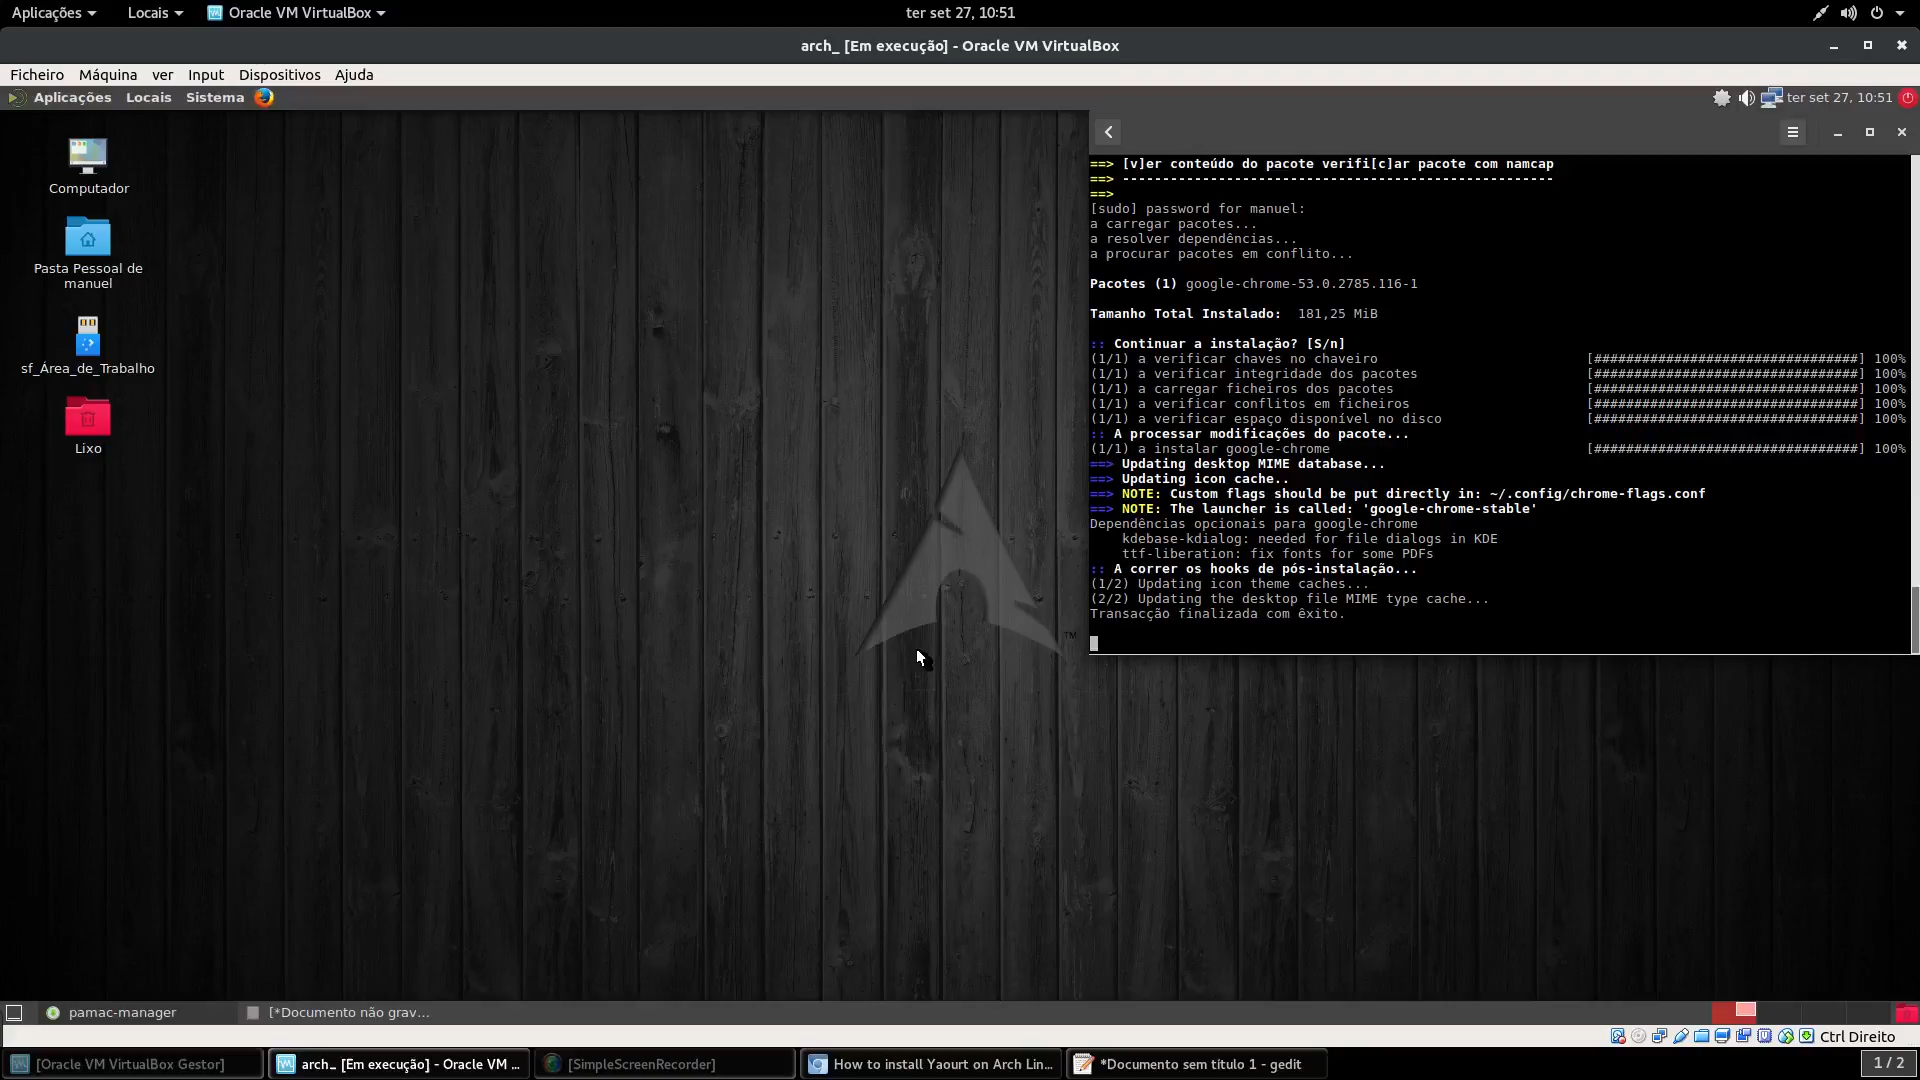 Aplicações
Locais
Oracle VM VirtualBox
ter set 27, 10:51
arch_ [Em execução] - Oracle VM VirtualBox
Ficheiro Máquina ver Input Dispositivos Ajuda
Aplicações Locais Sistema
ter set 27, 10:51
Computador
Pasta Pessoal de
manuel
sf_Área_de_Trabalho
Lixo
==> [v]er conteúdo do pacote verifi[c]ar pacote com namcap
==> ------------------------------------------------------
==>
[sudo] password for manuel:
a carregar pacotes...
a resolver dependências...
a procurar pacotes em conflito...
Pacotes (1) google-chrome-53.0.2785.116-1
Tamanho Total Instalado:  181,25 MiB
:: Continuar a instalação? [S/n]
(1/1) a verificar chaves no chaveiro [#################################] 100%
(1/1) a verificar integridade dos pacotes [#################################] 100%
(1/1) a carregar ficheiros dos pacotes [#################################] 100%
(1/1) a verificar conflitos em ficheiros [#################################] 100%
(1/1) a verificar espaço disponível no disco [#################################] 100%
:: A processar modificações do pacote...
(1/1) a instalar google-chrome [#################################] 100%
==> Updating desktop MIME database...
==> Updating icon cache..
==> NOTE: Custom flags should be put directly in: ~/.config/chrome-flags.conf
==> NOTE: The launcher is called: 'google-chrome-stable'
Dependências opcionais para google-chrome
    kdebase-kdialog: needed for file dialogs in KDE
    ttf-liberation: fix fonts for some PDFs
:: A correr os hooks de pós-instalação...
(1/2) Updating icon theme caches...
(2/2) Updating the desktop file MIME type cache...
Transacção finalizada com êxito.
TM
pamac-manager
[*Documento não grav...
Ctrl Direito
[Oracle VM VirtualBox Gestor]
arch_ [Em execução] - Oracle VM ...
[SimpleScreenRecorder]
How to install Yaourt on Arch Lin...
*Documento sem título 1 - gedit
1 / 2